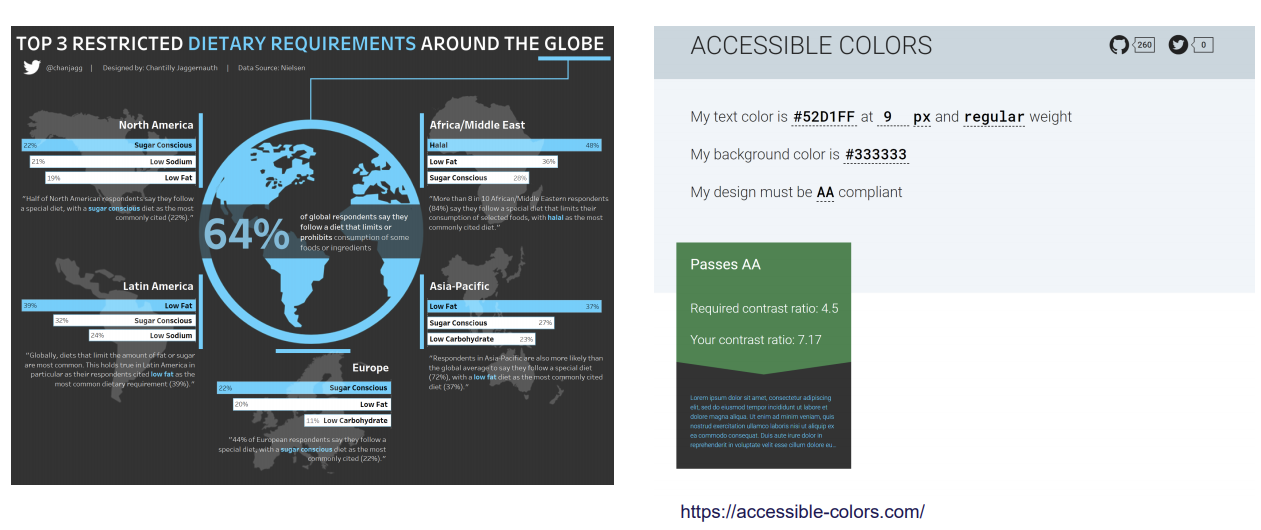 TOP 3 RESTRICTED DIETARY REQUIREMENTS AROUND THE GLOBE
@chanjagg | Designed by: Chantilly Jaggernauth | Data Source: Nielsen
North America
22% Sugar Conscious
21% Low Sodium
19% Low Fat
"Half of North American respondents say they follow
a special diet, with a sugar conscious diet as the most
commonly cited (22%)."
Africa/Middle East
Halal 48%
Low Fat 36%
Sugar Conscious 28%
"More than 8 in 10 African/Middle Eastern respondents
(84%) say they follow a special diet that limits their
consumption of selected foods, with halal as the most
commonly cited diet."
64%
of global respondents say they
follow a diet that limits or
prohibits consumption of some
foods or ingredients
Latin America
39% Low Fat
32% Sugar Conscious
24% Low Sodium
"Globally, diets that limit the amount of fat or sugar
are most common. This holds true in Latin America in
particular as their respondents cited low fat as the
most common dietary requirement (39%)."
Asia-Pacific
Low Fat 37%
Sugar Conscious 27%
Low Carbohydrate 23%
"Respondents in Asia-Pacific are also more likely than
the global average to say they follow a special diet
(72%), with a low fat diet as the most commonly cited
diet (37%)."
Europe
22% Sugar Conscious
20% Low Fat
11% Low Carbohydrate
"44% of European respondents say they follow a
special diet, with a sugar conscious diet as the most
commonly cited (22%)."
ACCESSIBLE COLORS
260
0
My text color is #52D1FF at 9 px and regular weight
My background color is #333333
My design must be AA compliant
Passes AA
Required contrast ratio: 4.5
Your contrast ratio: 7.17
Lorem ipsum dolor sit amet, consectetur adipiscing
elit, sed do eiusmod tempor incididunt ut labore et
dolore magna aliqua. Ut enim ad minim veniam, quis
nostrud exercitation ullamco laboris nisi ut aliquip ex
ea commodo consequat. Duis aute irure dolor in
reprehenderit in voluptate velit esse cillum dolore eu...
https://accessible-colors.com/